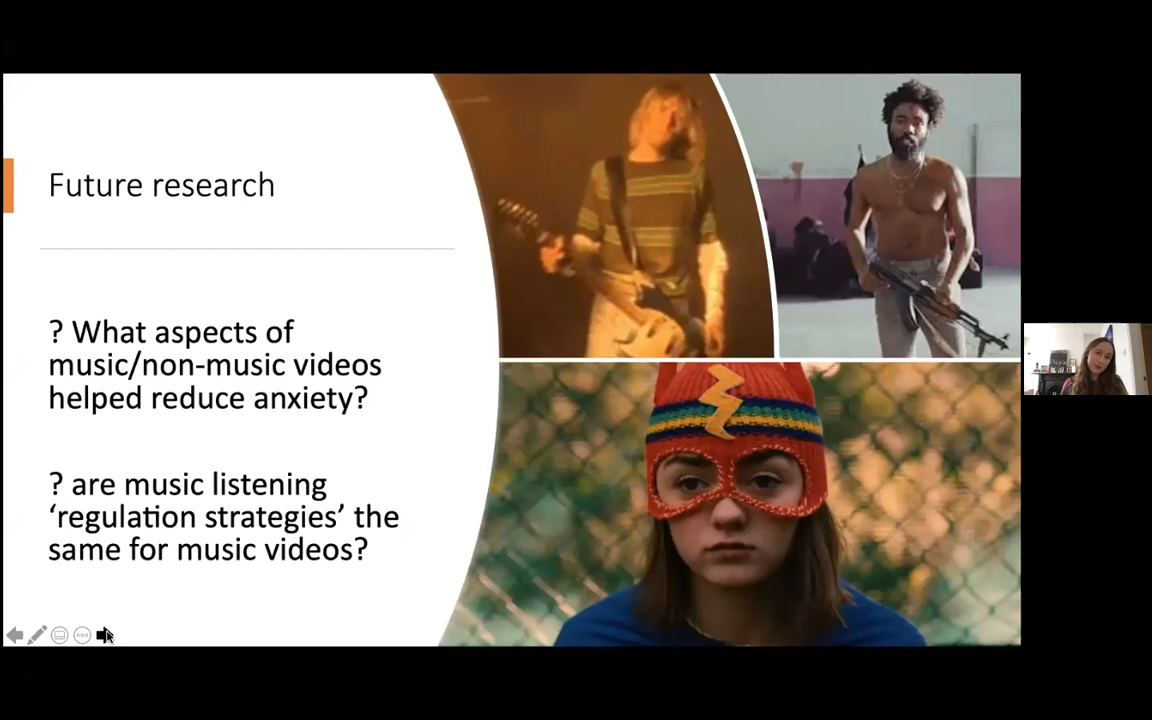 Future research
? What aspects of
music/non-music videos
helped reduce anxiety?
? are music listening
‘regulation strategies’ the
same for music videos?